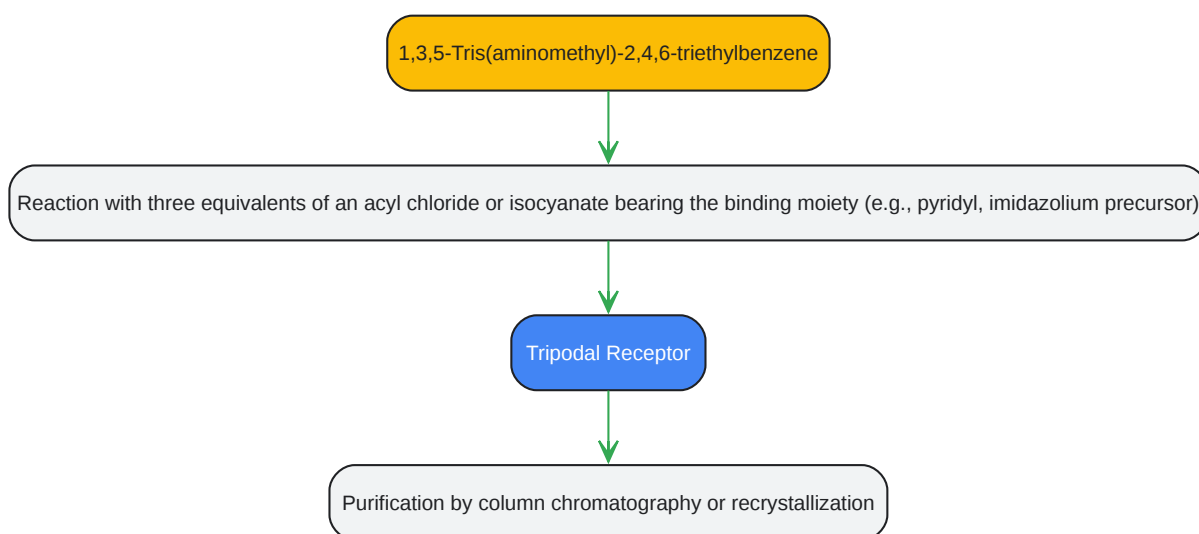 1,3,5-Tris(aminomethyl)-2,4,6-triethylbenzene
Reaction with three equivalents of an acyl chloride or isocyanate bearing the binding moiety (e.g., pyridyl, imidazolium precursor)
Tripodal Receptor
Purification by column chromatography or recrystallization